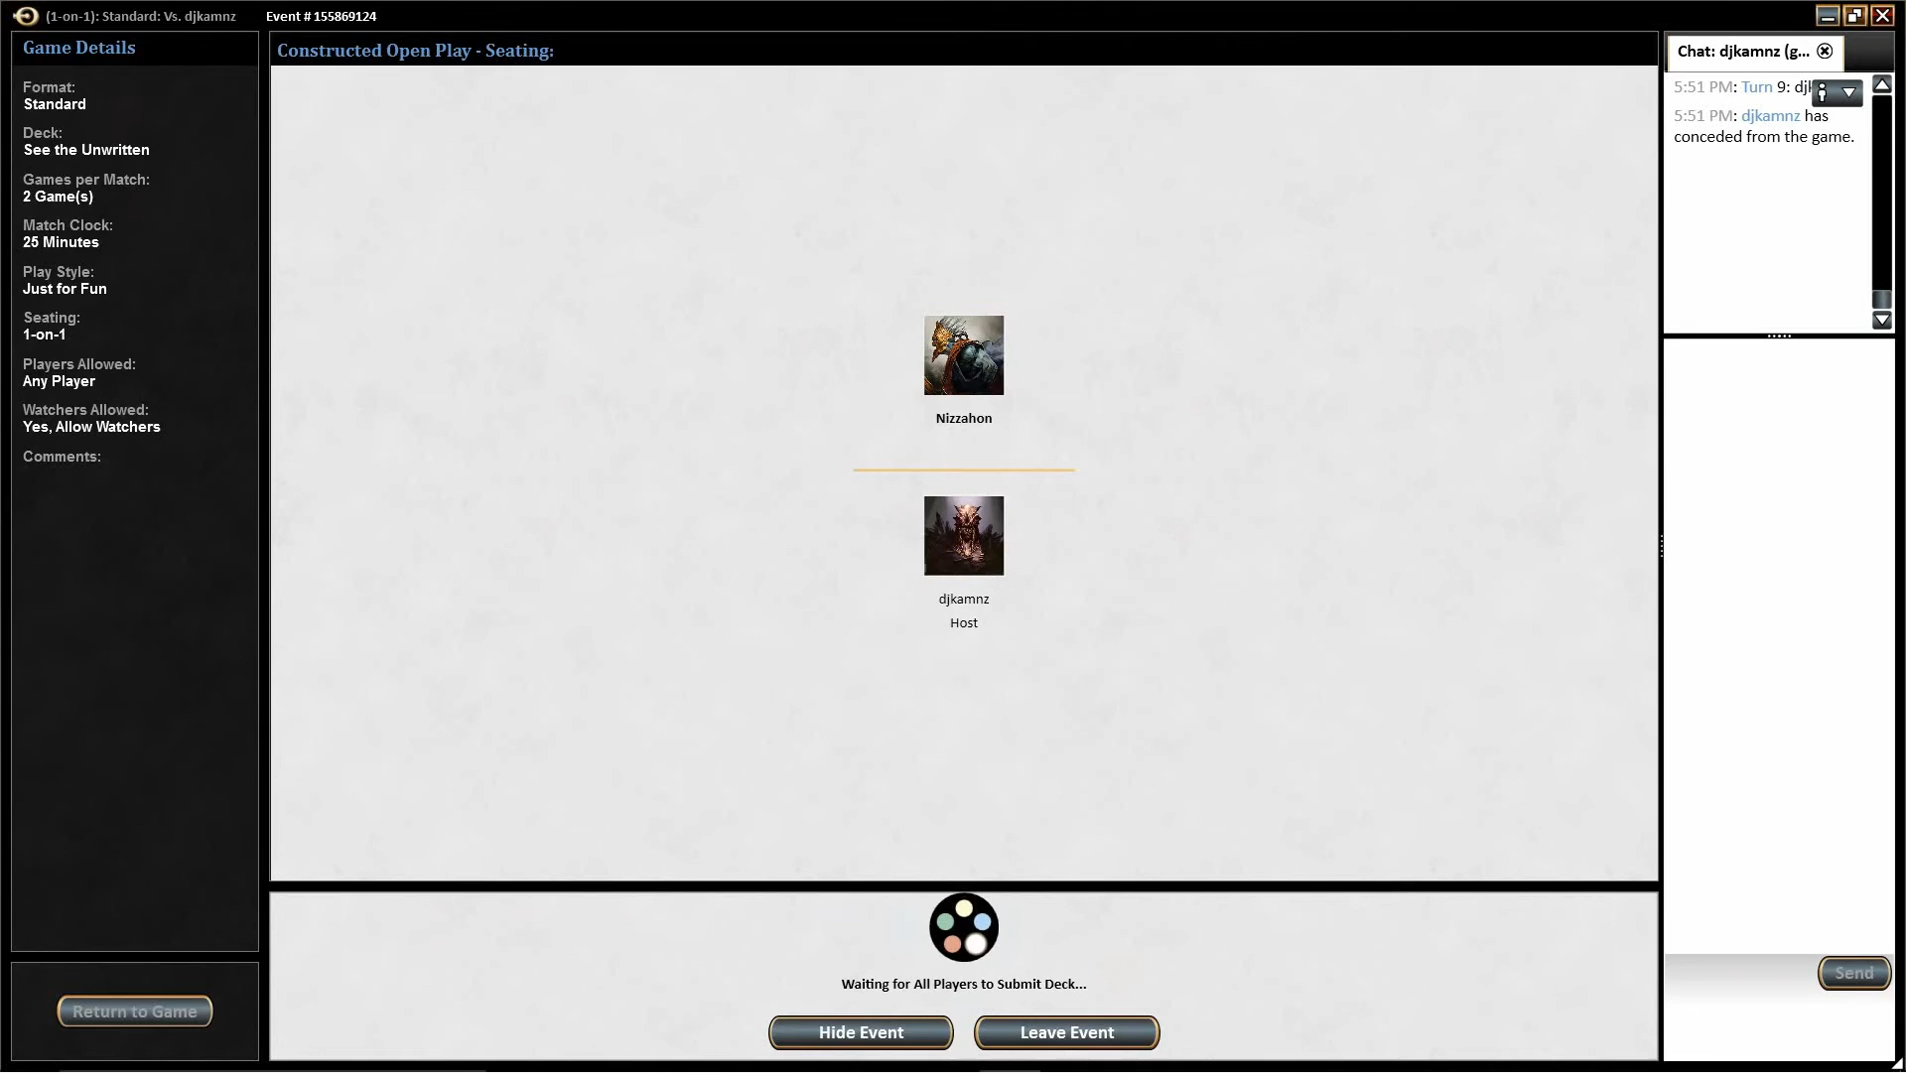 (1-on-1): Standard: Vs. djkamnz Event # 155869124
Game Details
Format:
Standard
Deck:
See the Unwritten
Games per Match:
2 Game(s)
Match Clock:
25 Minutes
Play Style:
Just for Fun
Seating:
1-on-1
Players Allowed:
Any Player
Watchers Allowed:
Yes, Allow Watchers
Comments:
Return to Game
Constructed Open Play - Seating:
Nizzahon
djkamnz
Host
Waiting for All Players to Submit Deck...
Hide Event Leave Event
Chat: djkamnz (g...
5:51 PM: Turn 9:
5:51 PM: djkamnz has
conceded from the game.
Send